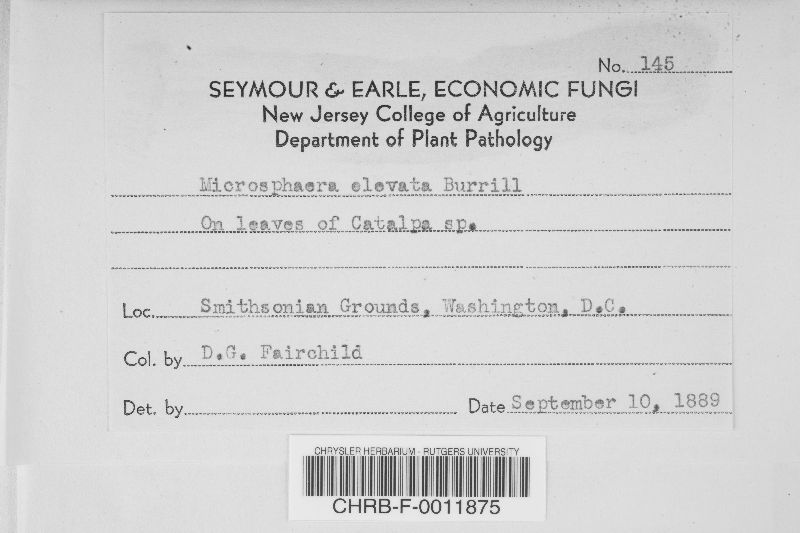 No. 145
SEYMOUR & EARLE, ECONOMIC FUNGI
New Jersey College of Agriculture
Department of Plant Pathology
Microsphaera elevata Burrill
On leaves of Catalpa sp.
Loc. Smithsonian Grounds, Washington, D.C.
Col. by D.G. Fairchild
Det. by
Date September 10, 1889
CHRYSLER HERBARIUM - RUTGERS UNIVERSITY
CHRB-F-0011875